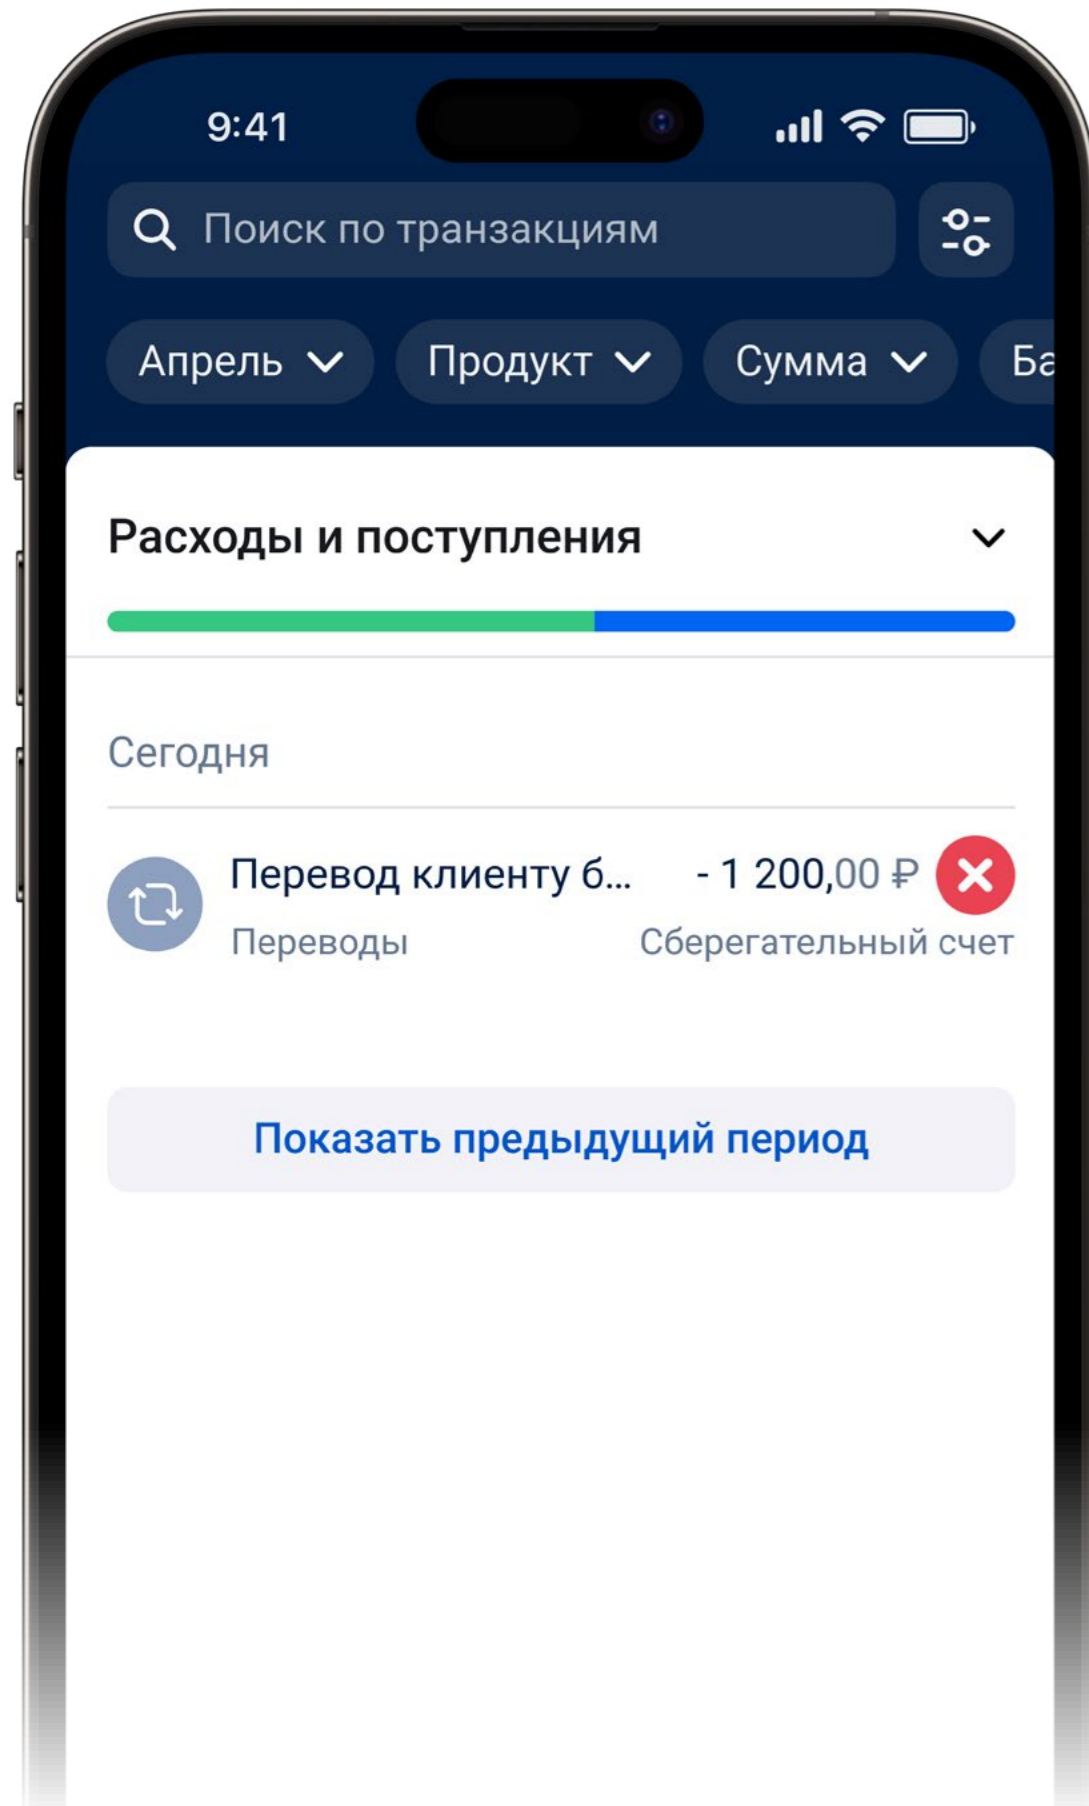 9:41
Поиск по транзакциям
Апрель Продукт Сумма Ба
Расходы и поступления
Сегодня
Перевод клиенту б... - 1 200,00 ₽
Переводы Сберегательный счет
Показать предыдущий период